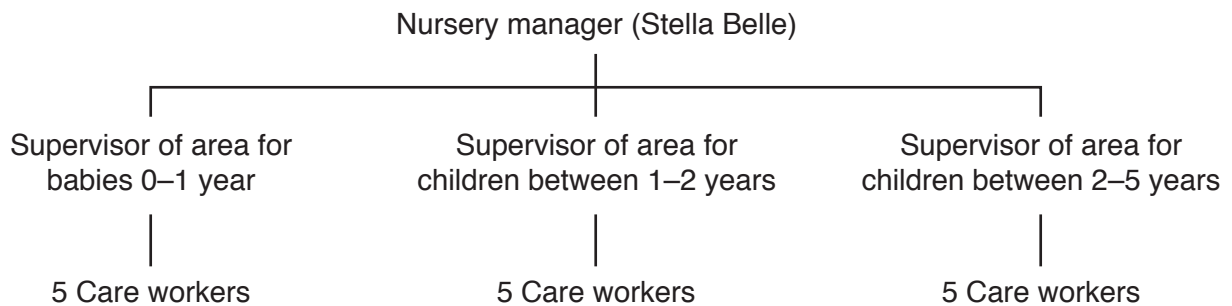 Nursery manager (Stella Belle)
Supervisor of area for
babies 0–1 year
Supervisor of area for
children between 1–2 years
Supervisor of area for
children between 2–5 years
5 Care workers
5 Care workers
5 Care workers